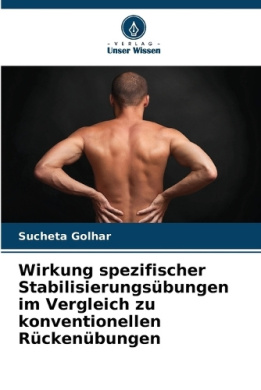 - VERLAG -
Unser Wissen
Sucheta Golhar
Wirkung spezifischer
Stabilisierungsübungen
im Vergleich zu
konventionellen
Rückenübungen